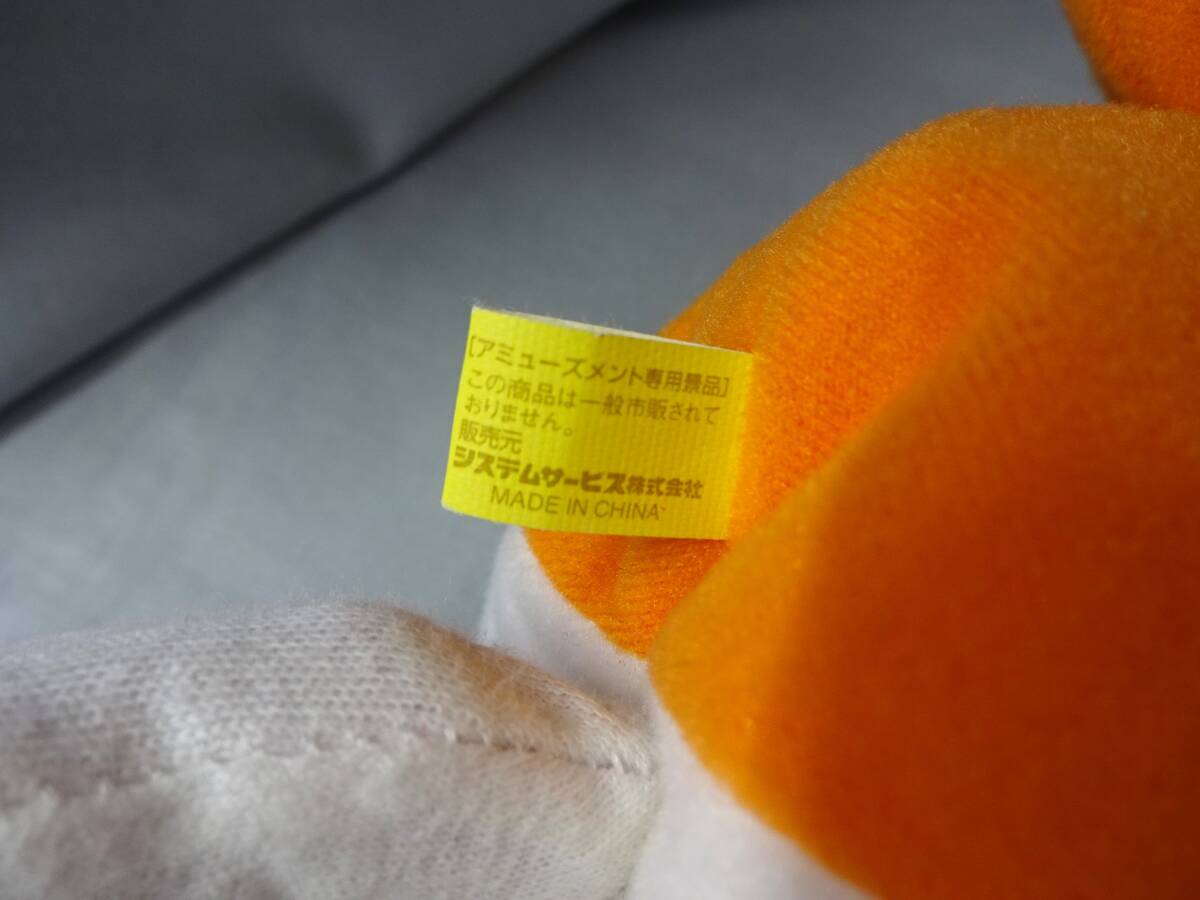 [アミューズメント専用景品]
この商品は一般市販されて
おりません。
販売元
システムサービス株式会社
MADE IN CHINA